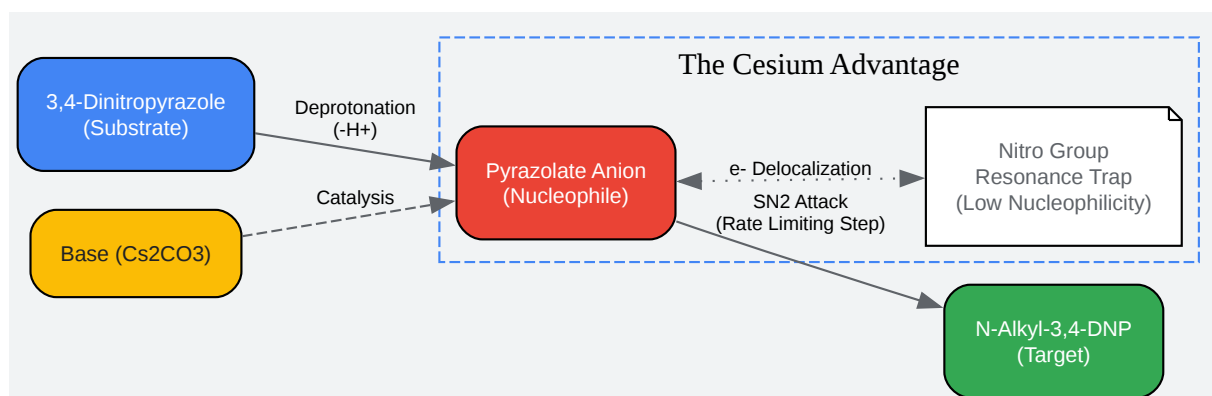 The Cesium Advantage
3,4-Dinitropyrazole
(Substrate)
Deprotonation
(-H+)
Pyrazolate Anion
(Nucleophile)
e- Delocalization
Nitro Group
Resonance Trap
(Low Nucleophilicity)
Catalysis
SN2 Attack
(Rate Limiting Step)
Base (Cs2CO3)
N-Alkyl-3,4-DNP
(Target)